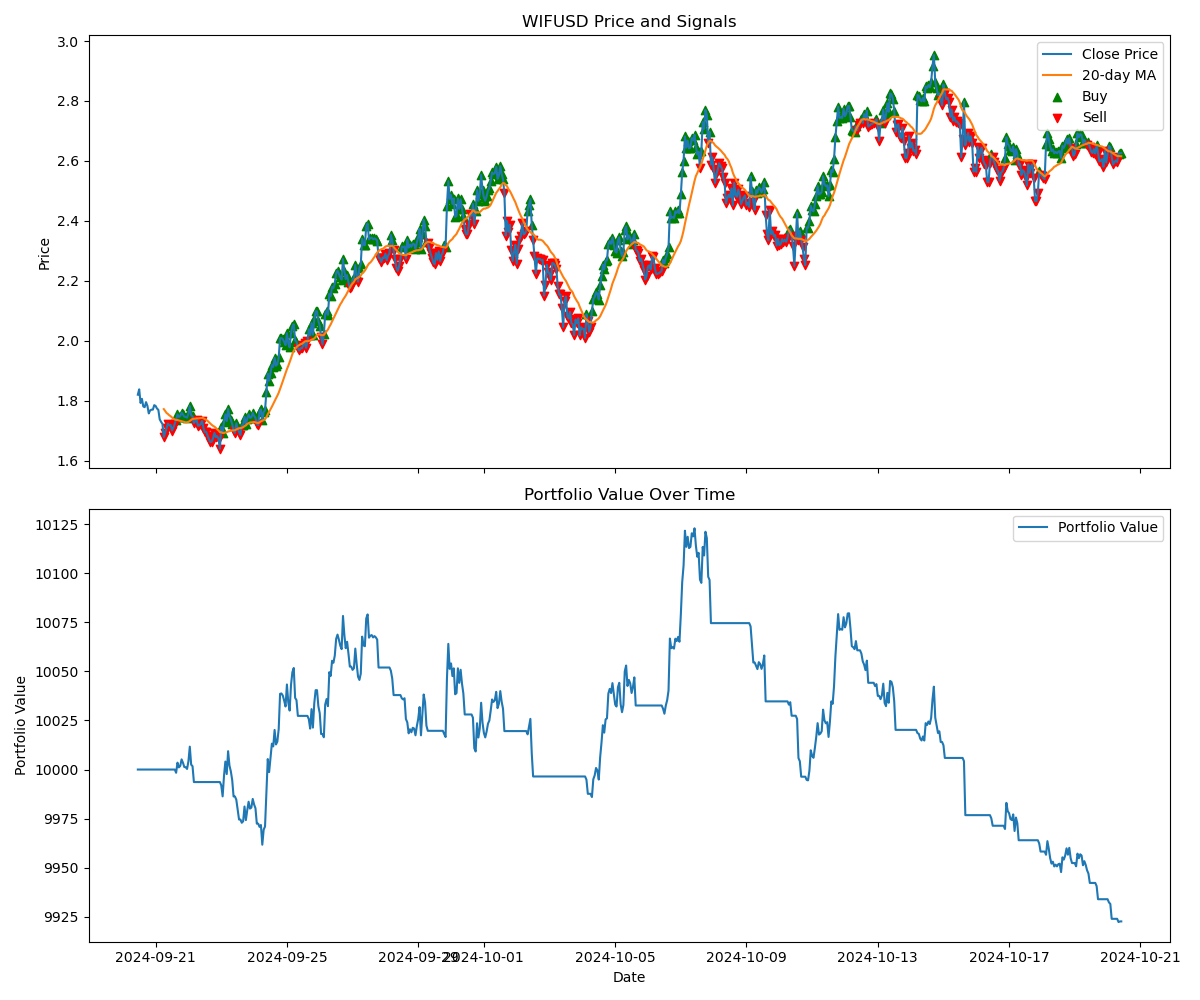 WIFUSD Price and Signals
3.0
2.8
2.6
2.4
2.2
2.0
1.8
1.6
Price
Close Price
20-day MA
Buy
Sell
Portfolio Value Over Time
10125
10100
10075
10050
10025
10000
9975
9950
9925
Portfolio Value
Portfolio Value
2024-09-21
2024-09-25
2024-09-29
2024-10-01
2024-10-05
2024-10-09
2024-10-13
2024-10-17
2024-10-21
Date